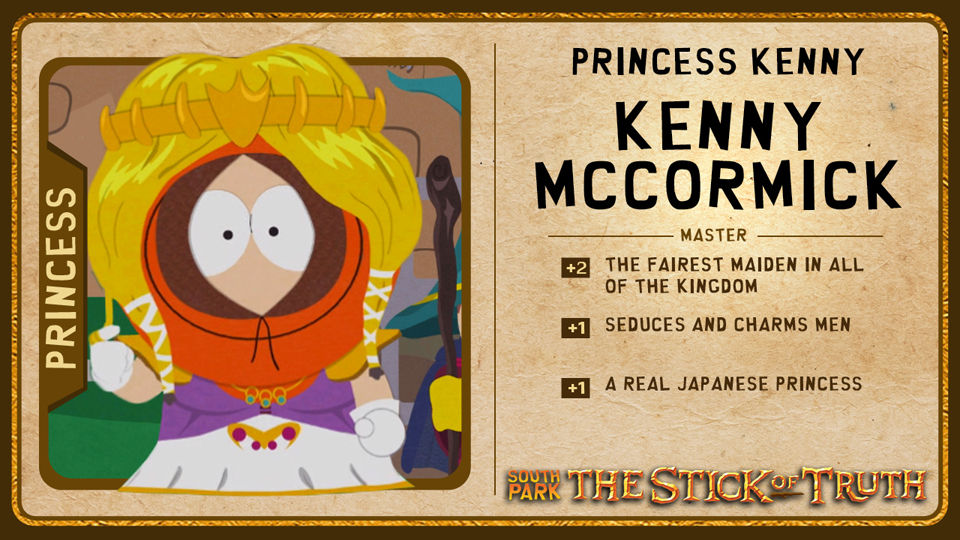 PRINCESS
PRINCESS KENNY
KENNY
MCCORMICK
MASTER
+2 THE FAIREST MAIDEN IN ALL
OF THE KINGDOM
+1 SEDUCES AND CHARMS MEN
+1 A REAL JAPANESE PRINCESS
SOUTH
PARK
THE STICK OF TRUTH